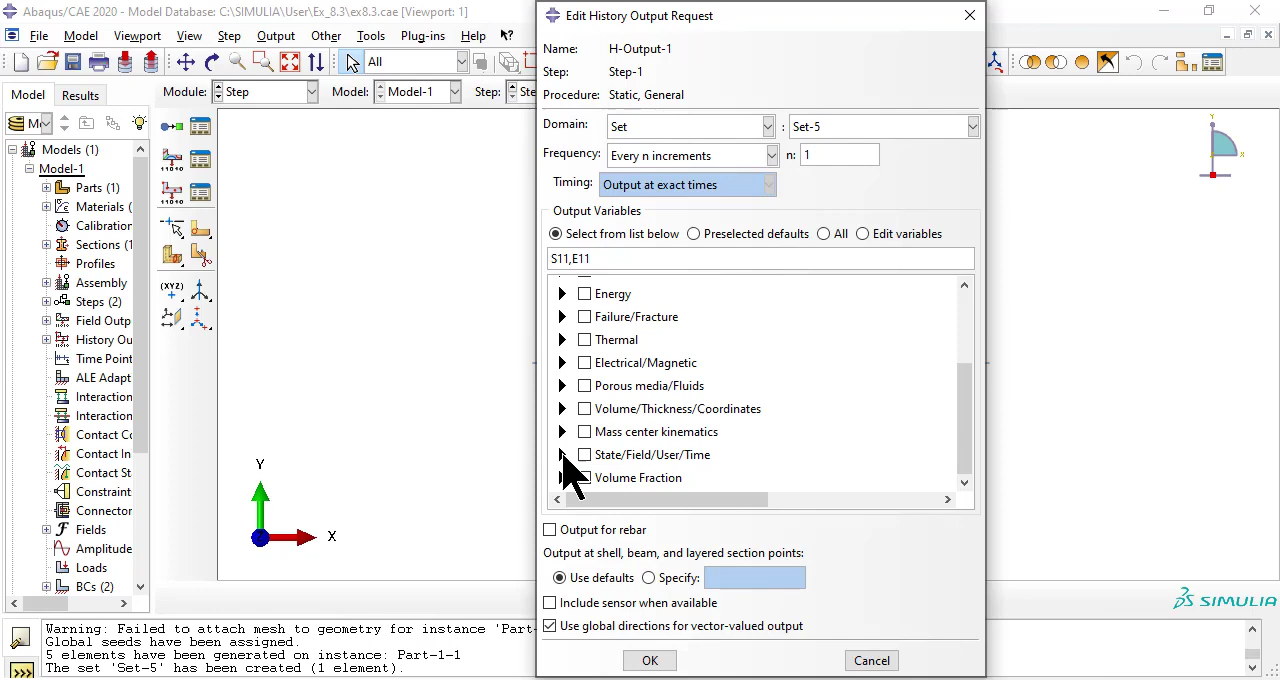 Abaqus/CAE 2020 - Model Database: C:\SIMULIA\User\Ex_8.3\ex8.3.cae [Viewport: 1]
File Model Viewport View Step Output Other Tools Plug-ins Help
All
Model Results
Module: Step Model: Model-1 Step: Ste
Models (1)
Model-1
Parts (1)
Materials (
Calibration
Sections (1
Profiles
Assembly
Steps (2)
Field Outp
History Ou
Time Point
ALE Adapt
Interaction
Interaction
Contact Co
Contact In
Contact St
Constraint
Connector
Fields
Amplitude
Loads
BCs (2)
(XYZ)
Y
X
Z
Y
X
Edit History Output Request
Name: H-Output-1
Step: Step-1
Procedure: Static, General
Domain: Set : Set-5
Frequency: Every n increments n: 1
Timing: Output at exact times
Output Variables
Select from list below Preselected defaults All Edit variables
S11,E11
Energy
Failure/Fracture
Thermal
Electrical/Magnetic
Porous media/Fluids
Volume/Thickness/Coordinates
Mass center kinematics
State/Field/User/Time
Volume Fraction
Output for rebar
Output at shell, beam, and layered section points:
Use defaults Specify:
Include sensor when available
Use global directions for vector-valued output
OK Cancel
SIMULIA
Warning: Failed to attach mesh to geometry for instance 'Part-
Global seeds have been assigned.
5 elements have been generated on instance: Part-1-1
The set 'Set-5' has been created (1 element).
>>>